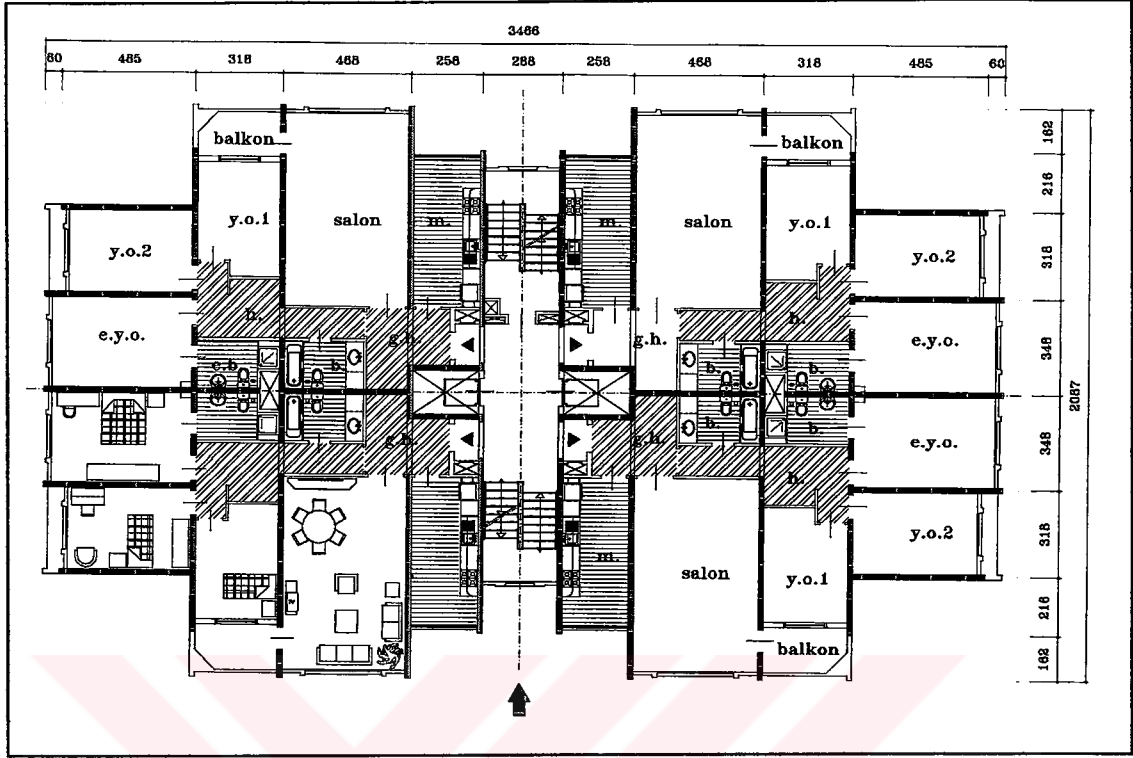 3466
60 485 318 468 258 288 258 468 318 485 60
balkon balkon
162
216
y.o.1 salon m. m. salon y.o.1
y.o.2 y.o.2
318
h. g.h. g.h. h.
e.y.o. e.y.o.
348
e.b. b. b. b.
2087
b. b.
g.h. g.h. e.y.o.
348
h.
y.o.2
318
m.
salon y.o.1
216
balkon
162